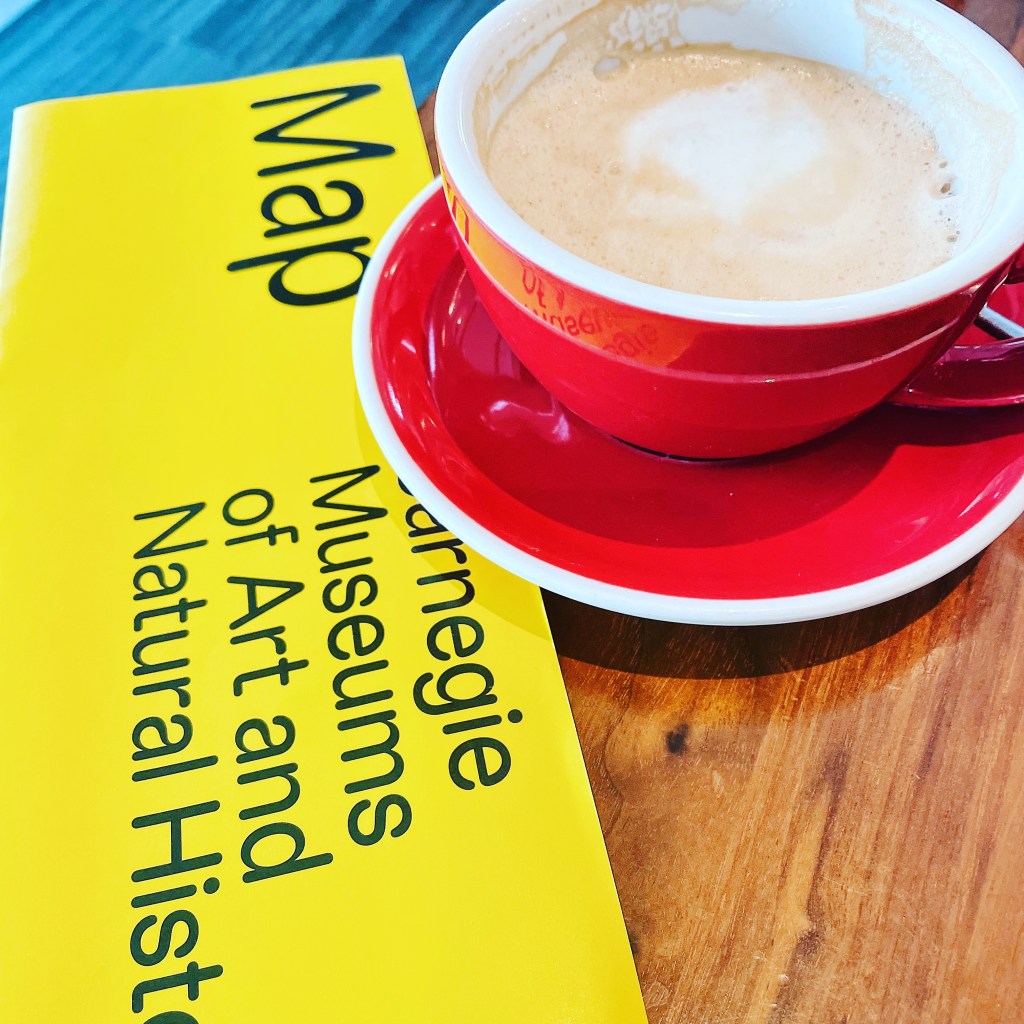 Map
Carnegie
Museums
of Art and
Natural Histo